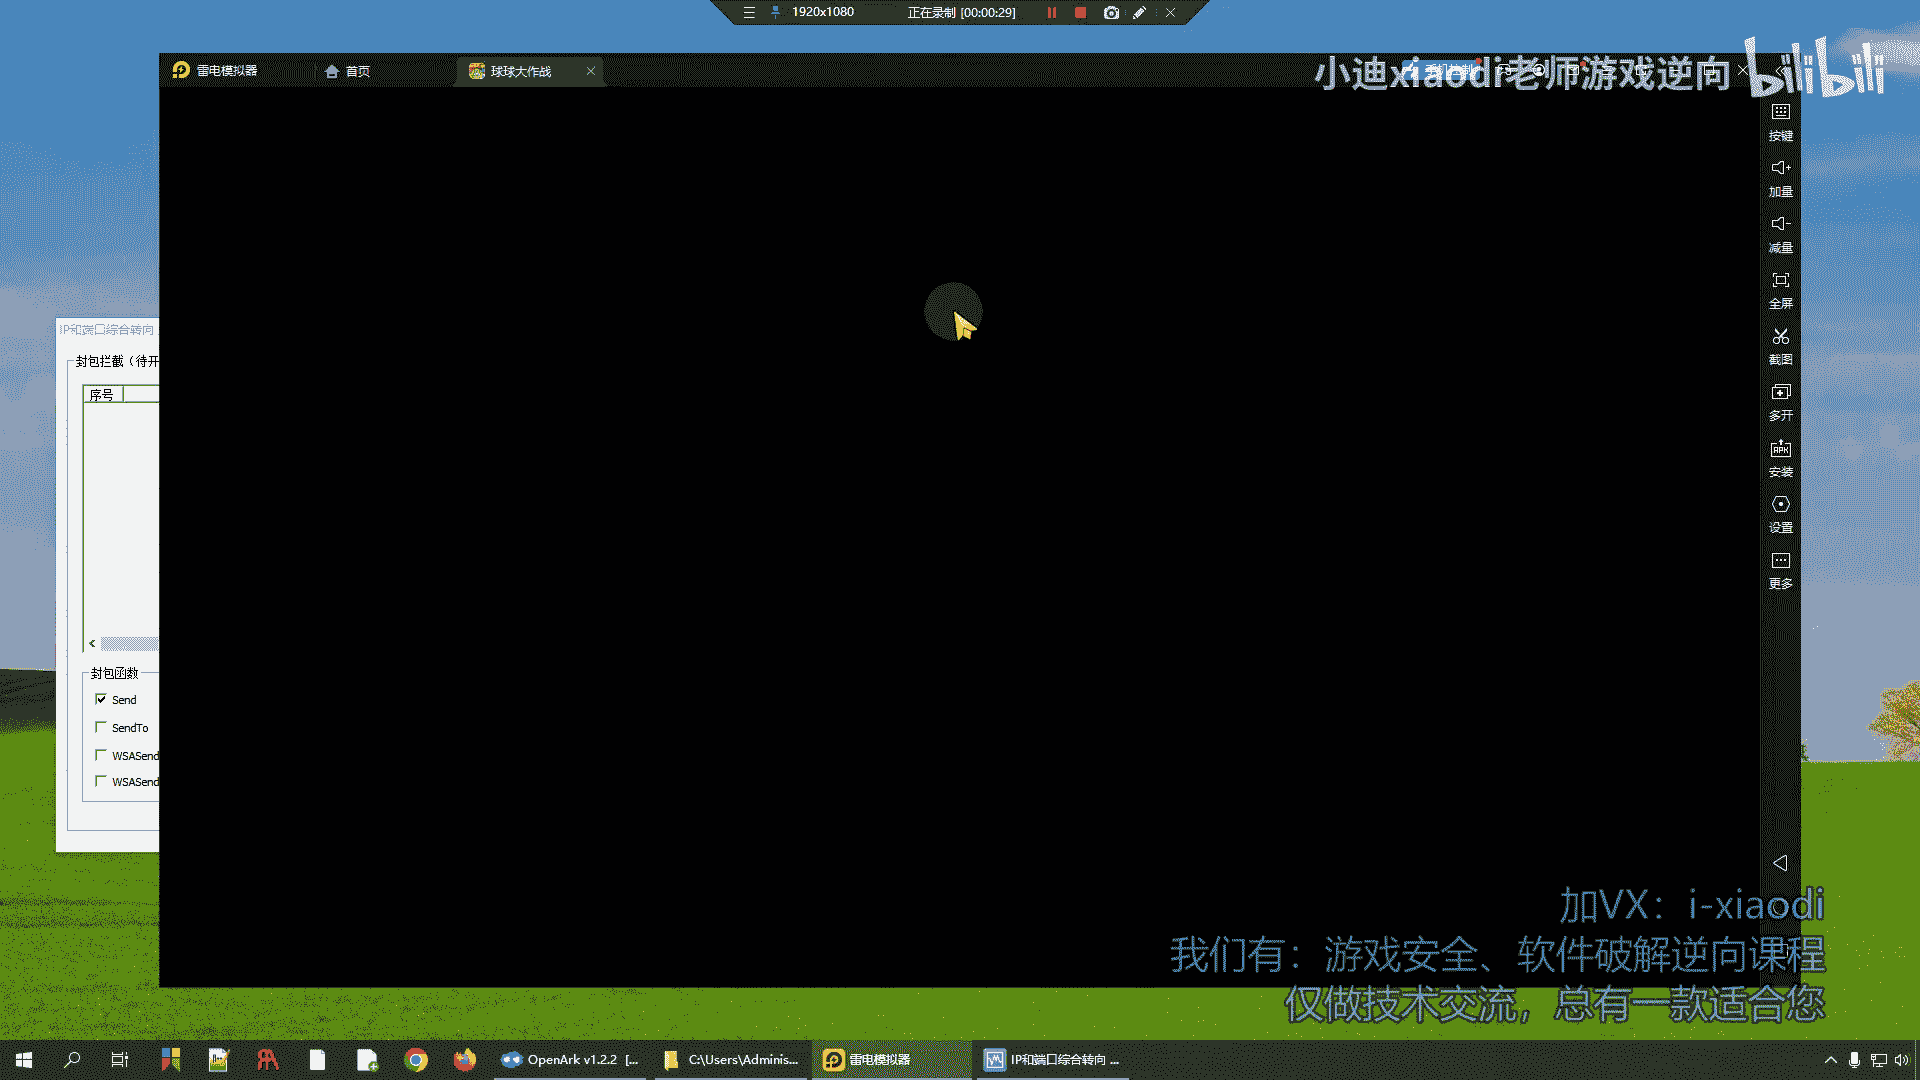 1920x1080
正在录制 [00:00:29]
雷电模拟器
首页
球球大作战
小迪xiaodi老师游戏逆向
bilibili
按键
加量
减量
全屏
截图
多开
安装
设置
更多
IP和端口综合转向
封包拦截（待开
序号
封包函数
Send
SendTo
WSASend
WSASend
加VX：i-xiaodi
我们有：游戏安全、软件破解逆向课程
仅做技术交流，总有一款适合您
OpenArk v1.2.2 [...
C:\Users\Adminis...
雷电模拟器
IP和端口综合转向 ...